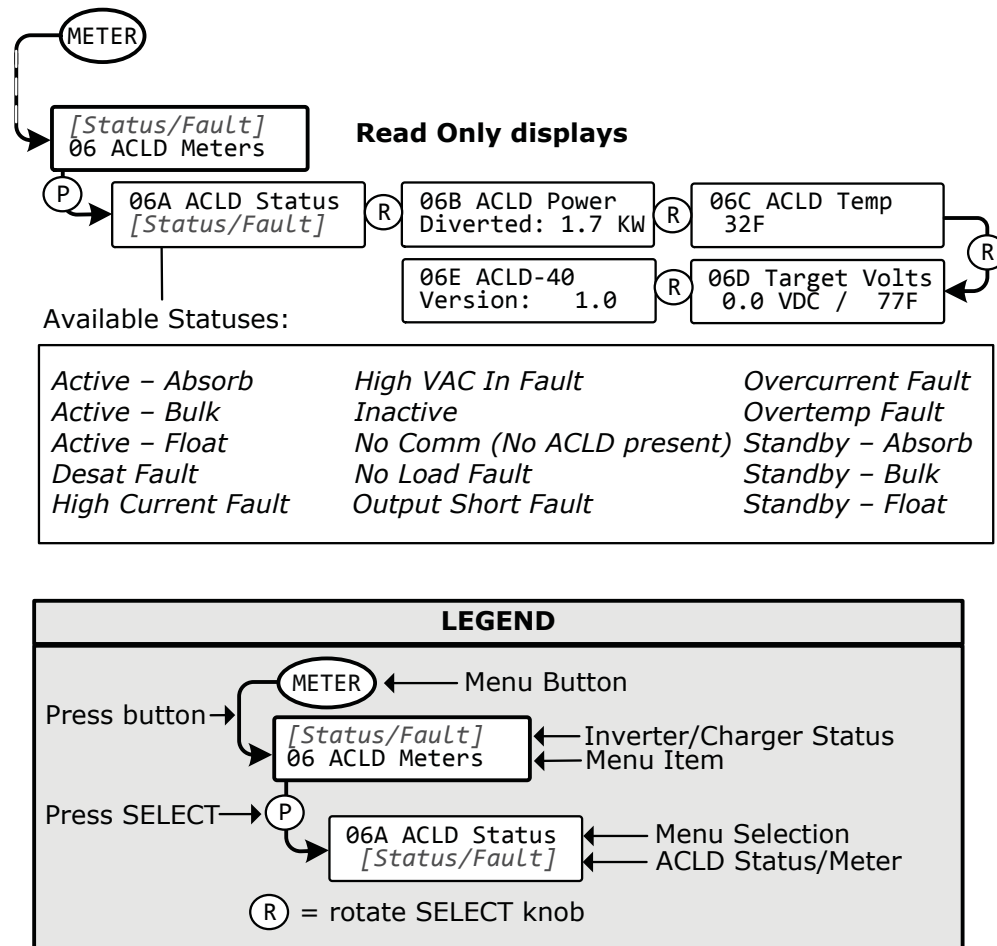 METER
[Status/Fault]
06 ACLD Meters
Read Only displays
P
06A ACLD Status
[Status/Fault]
R
06B ACLD Power
Diverted: 1.7 KW
R
06C ACLD Temp
32F
R
06E ACLD-40
Version: 1.0
R
06D Target Volts
0.0 VDC / 77F
Available Statuses:
Active – Absorb
Active – Bulk
Active – Float
Desat Fault
High Current Fault
High VAC In Fault
Inactive
No Comm (No ACLD present)
No Load Fault
Output Short Fault
Overcurrent Fault
Overtemp Fault
Standby – Absorb
Standby – Bulk
Standby – Float
LEGEND
METER
Menu Button
Press button
[Status/Fault]
06 ACLD Meters
Inverter/Charger Status
Menu Item
Press SELECT
P
06A ACLD Status
[Status/Fault]
Menu Selection
ACLD Status/Meter
R = rotate SELECT knob